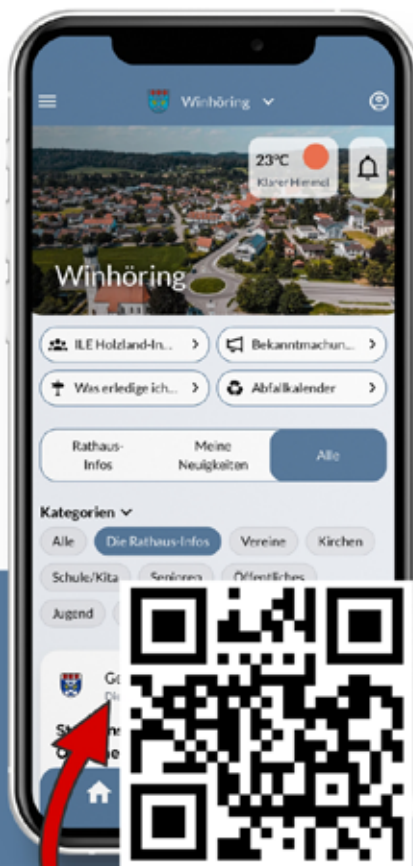 Winhöring
23°C
Klarer Himmel
Winhöring
ILE Holzland-In...
Bekanntmachun...
Was erledige ich...
Abfallkalender
Rathaus-
Infos
Meine
Neuigkeiten
Alle
Kategorien
Alle
Die Rathaus-Infos
Vereine
Kirchen
Schule/Kita
Senioren
Öffentliches
Jugend